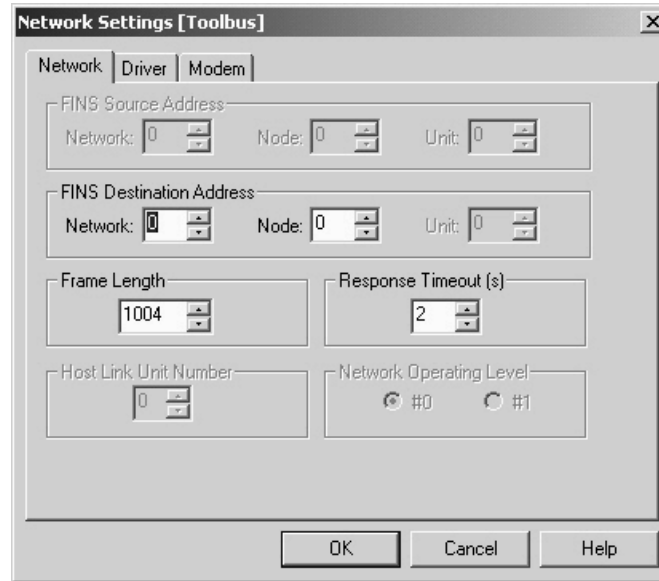 Network Settings [Toolbus]
Network Driver Modem
FINS Source Address
Network: 0 Node: 0 Unit: 0
FINS Destination Address
Network: 0 Node: 0 Unit: 0
Frame Length Response Timeout (s)
1004 2
Host Link Unit Number Network Operating Level
0 #0 #1
OK Cancel Help